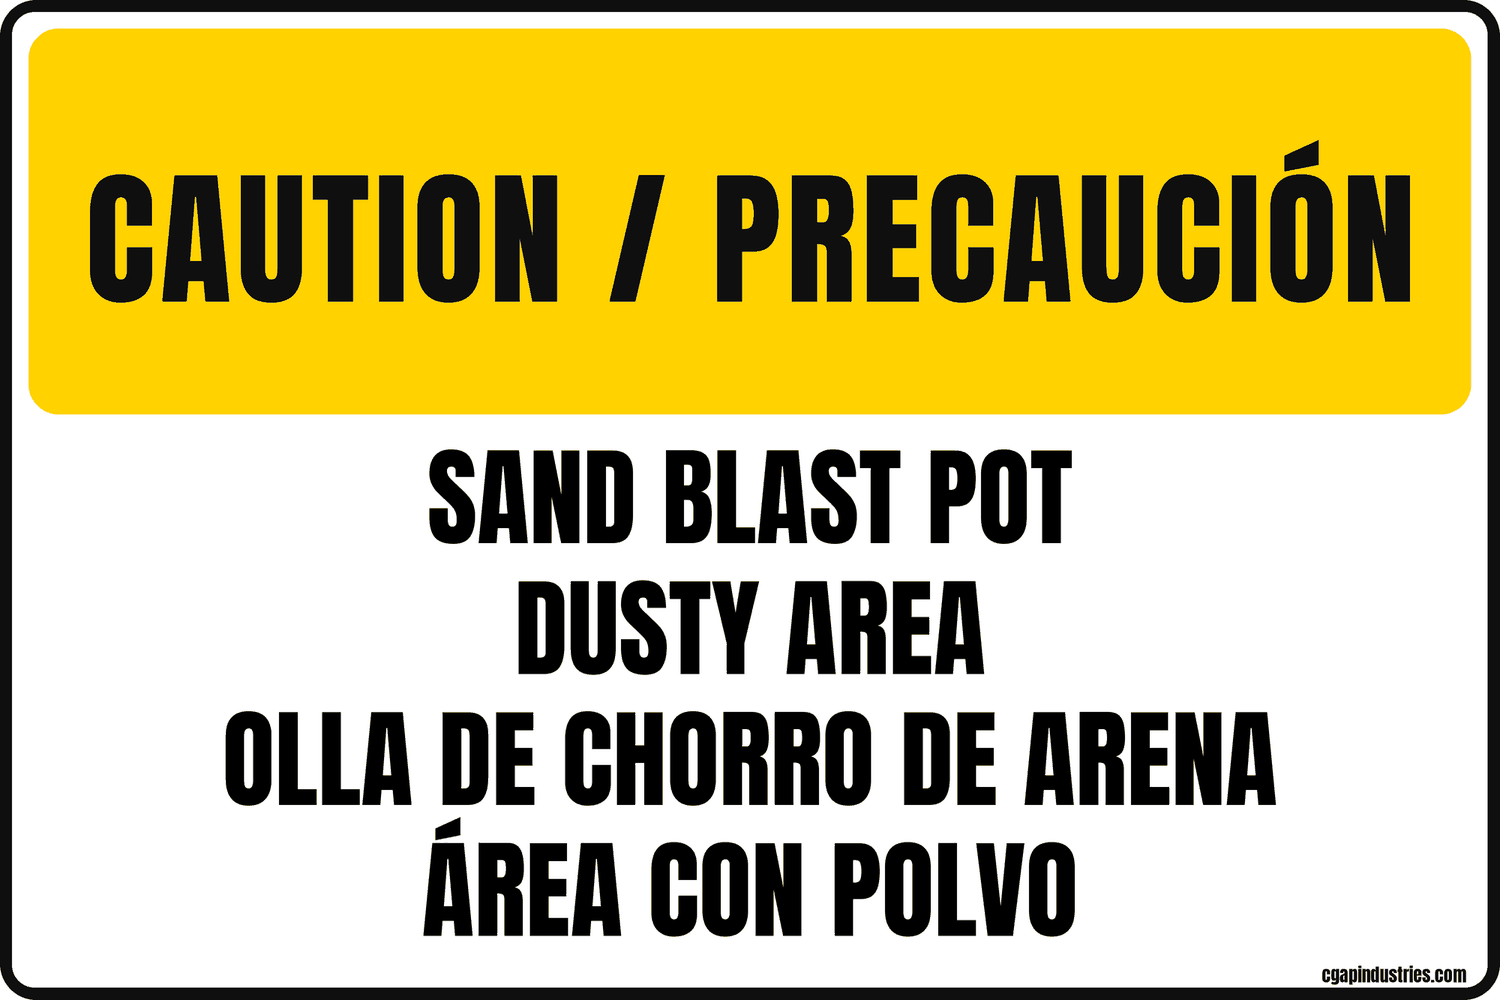 CAUTION / PRECAUCIÓN
SAND BLAST POT
DUSTY AREA
OLLA DE CHORRO DE ARENA
ÁREA CON POLVO
cgapindustries.com